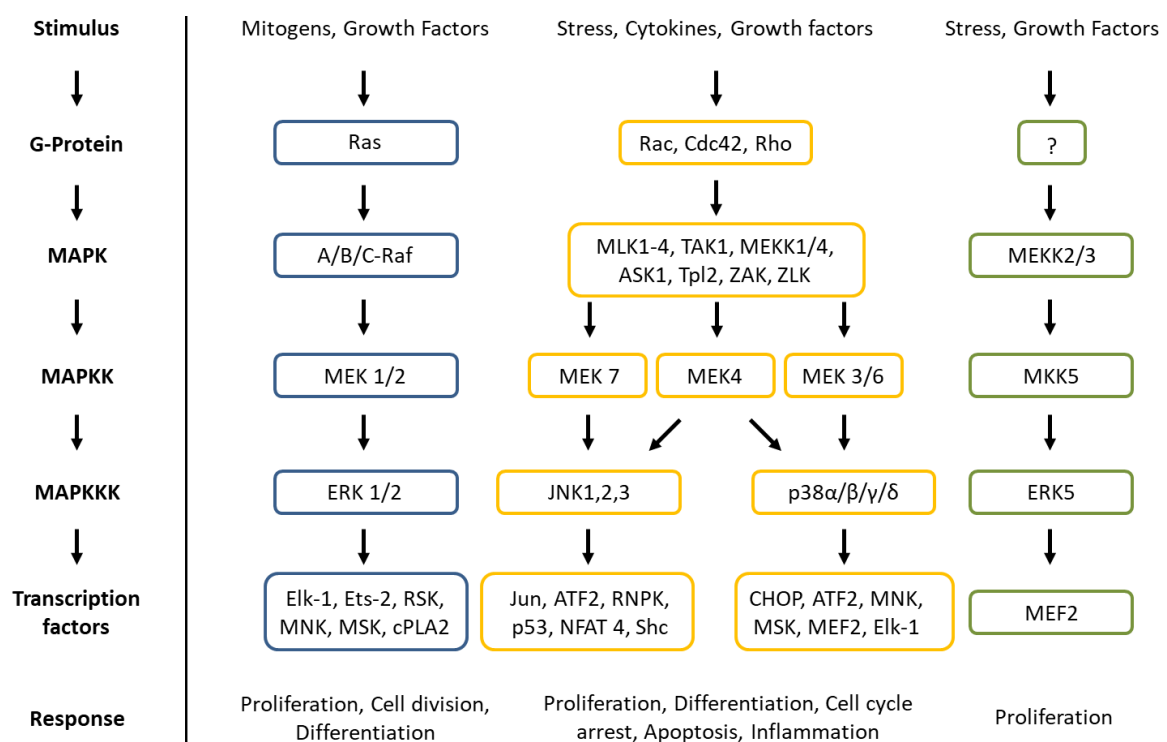 Stimulus
Mitogens, Growth Factors
Stress, Cytokines, Growth factors
Stress, Growth Factors
G-Protein
Ras
Rac, Cdc42, Rho
?
MAPK
A/B/C-Raf
MLK1-4, TAK1, MEKK1/4,
ASK1, Tpl2, ZAK, ZLK
MEKK2/3
MAPKK
MEK 1/2
MEK 7
MEK4
MEK 3/6
MKK5
MAPKKK
ERK 1/2
JNK1,2,3
p38α/β/γ/δ
ERK5
Transcription
factors
Elk-1, Ets-2, RSK,
MNK, MSK, cPLA2
Jun, ATF2, RNPK,
p53, NFAT 4, Shc
CHOP, ATF2, MNK,
MSK, MEF2, Elk-1
MEF2
Response
Proliferation, Cell division,
Differentiation
Proliferation, Differentiation, Cell cycle
arrest, Apoptosis, Inflammation
Proliferation